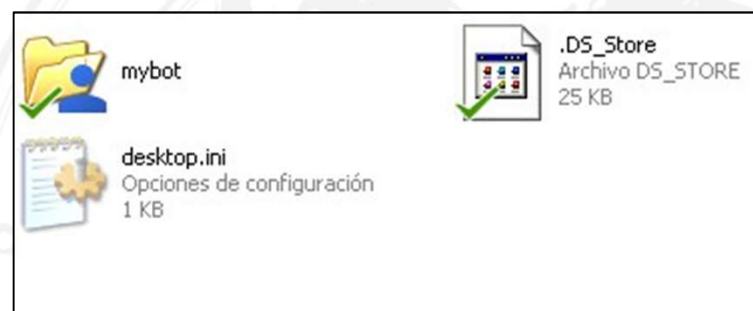 mybot
.DS_Store
Archivo DS_STORE
25 KB
desktop.ini
Opciones de configuración
1 KB